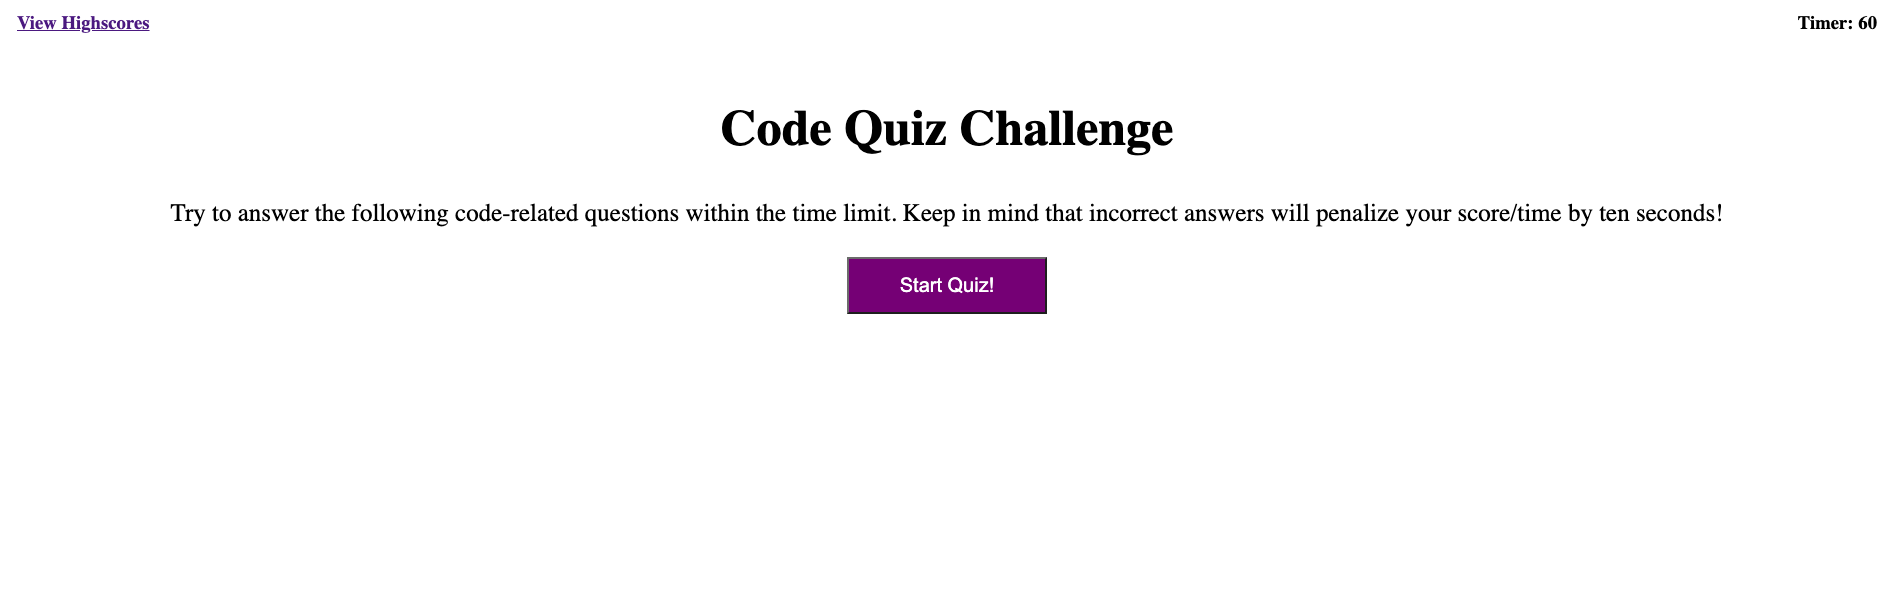 View Highscores
Timer: 60
Code Quiz Challenge
Try to answer the following code-related questions within the time limit. Keep in mind that incorrect answers will penalize your score/time by ten seconds!
Start Quiz!